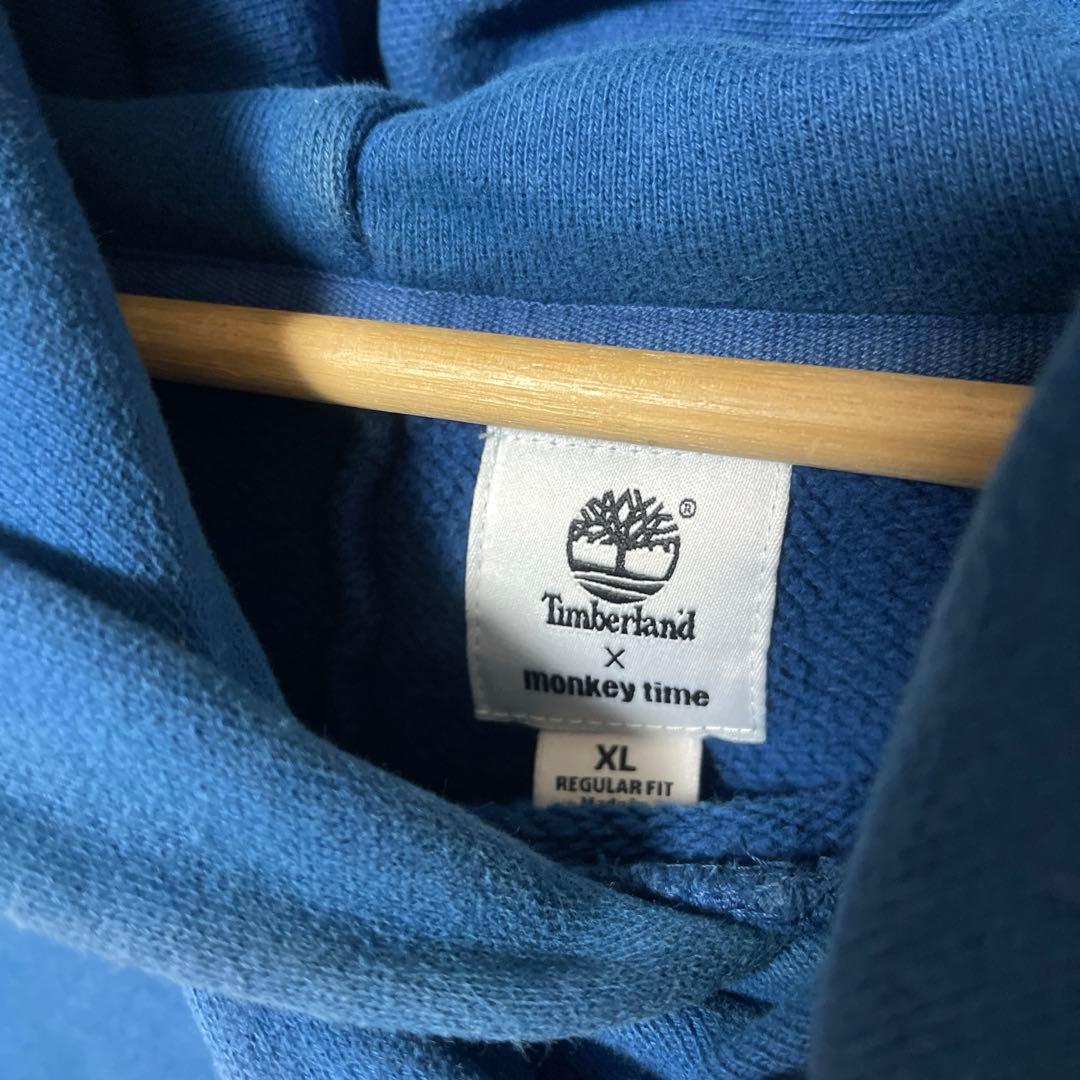 ®
Timberland
x
monkey time
XL
REGULAR FIT